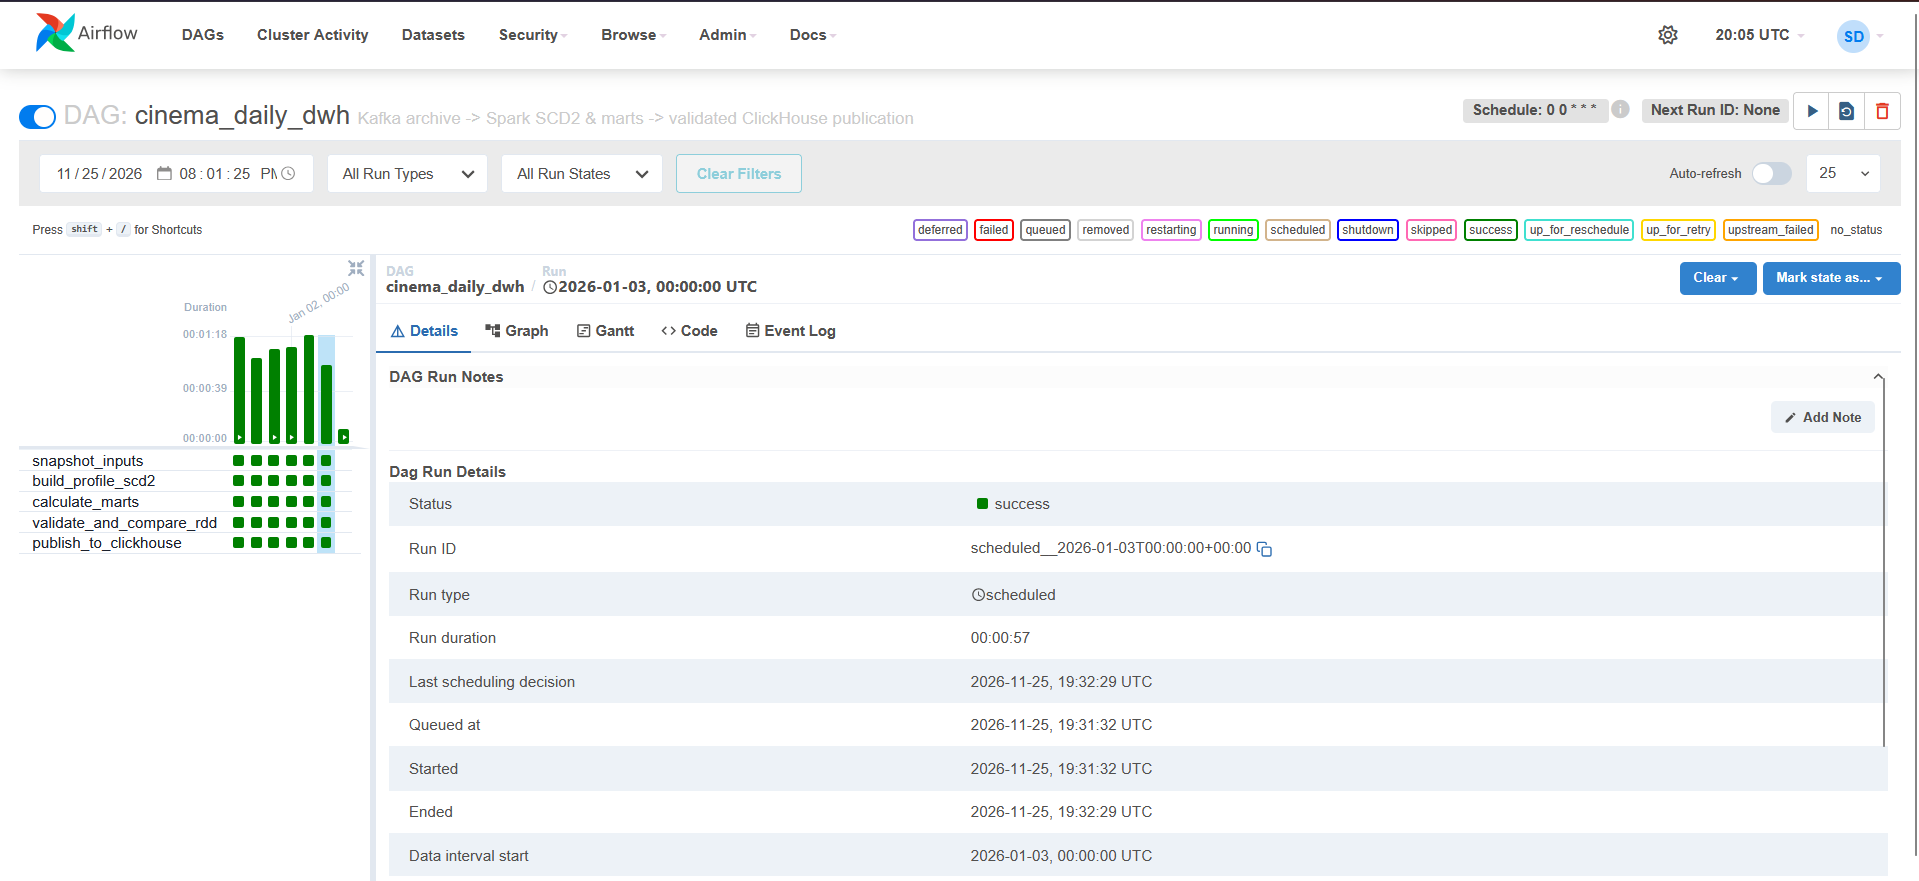 Airflow DAGs Cluster Activity Datasets Security Browse Admin Docs 20:05 UTC SD
DAG: cinema_daily_dwh Kafka archive -> Spark SCD2 & marts -> validated ClickHouse publication Schedule: 0 0 * * * i Next Run ID: None
11/25/2026 08:01:25 PM All Run Types All Run States Clear Filters Auto-refresh 25
Press shift + / for Shortcuts deferred failed queued removed restarting running scheduled shutdown skipped success up_for_reschedule up_for_retry upstream_failed no_status
DAG
cinema_daily_dwh / Run
2026-01-03, 00:00:00 UTC
Clear Mark state as...
Duration
Jan 02, 00:00
00:01:18
00:00:39
00:00:00
snapshot_inputs
build_profile_scd2
calculate_marts
validate_and_compare_rdd
publish_to_clickhouse
Details Graph Gantt Code Event Log
DAG Run Notes
Add Note
Dag Run Details
Status success
Run ID scheduled__2026-01-03T00:00:00+00:00
Run type scheduled
Run duration 00:00:57
Last scheduling decision 2026-11-25, 19:32:29 UTC
Queued at 2026-11-25, 19:31:32 UTC
Started 2026-11-25, 19:31:32 UTC
Ended 2026-11-25, 19:32:29 UTC
Data interval start 2026-01-03, 00:00:00 UTC